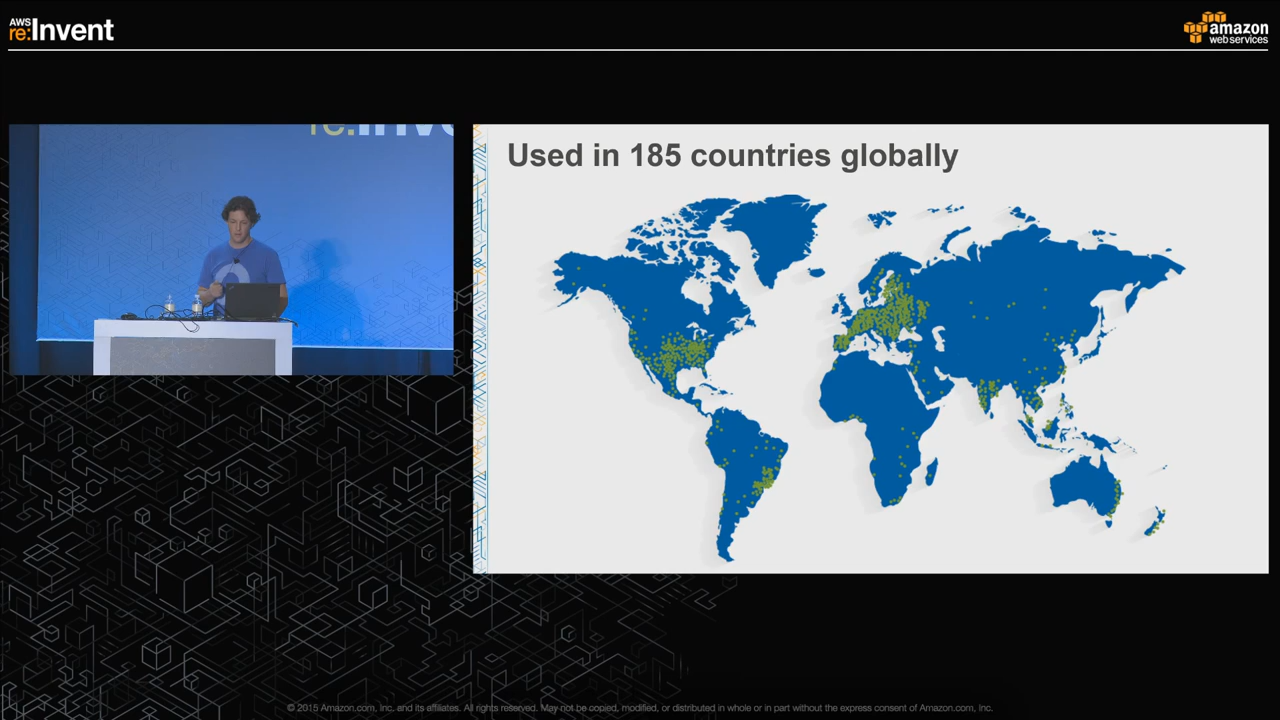 AWS
re:Invent
amazon
web services
Used in 185 countries globally
© 2015 Amazon.com, Inc. and its affiliates. All rights reserved. May not be copied, modified, or distributed in whole or in part without the express consent of Amazon.com, Inc.